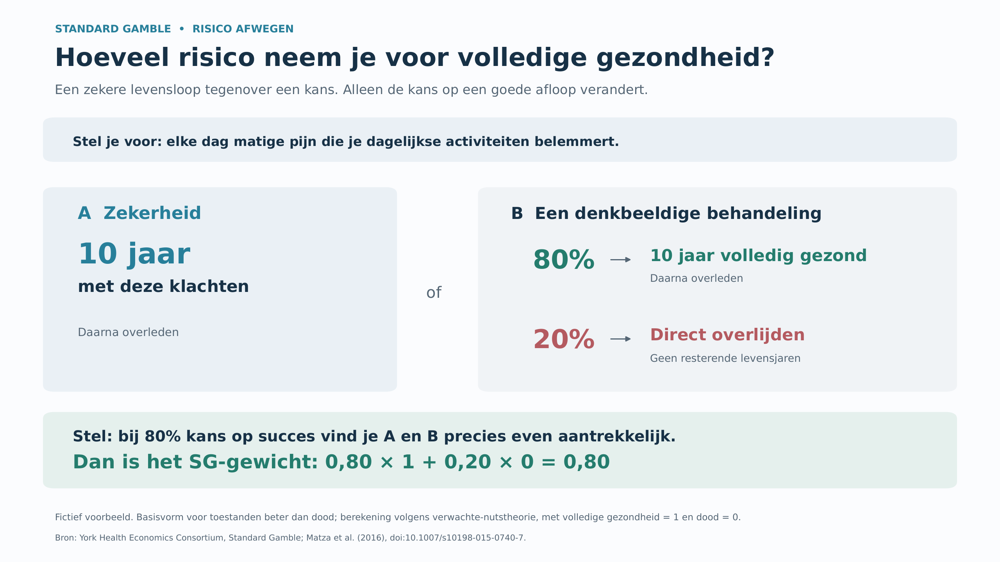 STANDARD GAMBLE • RISICO AFWEGEN
Hoeveel risico neem je voor volledige gezondheid?
Een zekere levensloop tegenover een kans. Alleen de kans op een goede afloop verandert.
Stel je voor: elke dag matige pijn die je dagelijkse activiteiten belemmert.
A Zekerheid
10 jaar
met deze klachten
Daarna overleden
of
B Een denkbeeldige behandeling
80% → 10 jaar volledig gezond
Daarna overleden
20% → Direct overlijden
Geen resterende levensjaren
Stel: bij 80% kans op succes vind je A en B precies even aantrekkelijk.
Dan is het SG-gewicht: 0,80 × 1 + 0,20 × 0 = 0,80
Fictief voorbeeld. Basisvorm voor toestanden beter dan dood; berekening volgens verwachte-nutstheorie, met volledige gezondheid = 1 en dood = 0.
Bron: York Health Economics Consortium, Standard Gamble; Matza et al. (2016), doi:10.1007/s10198-015-0740-7.